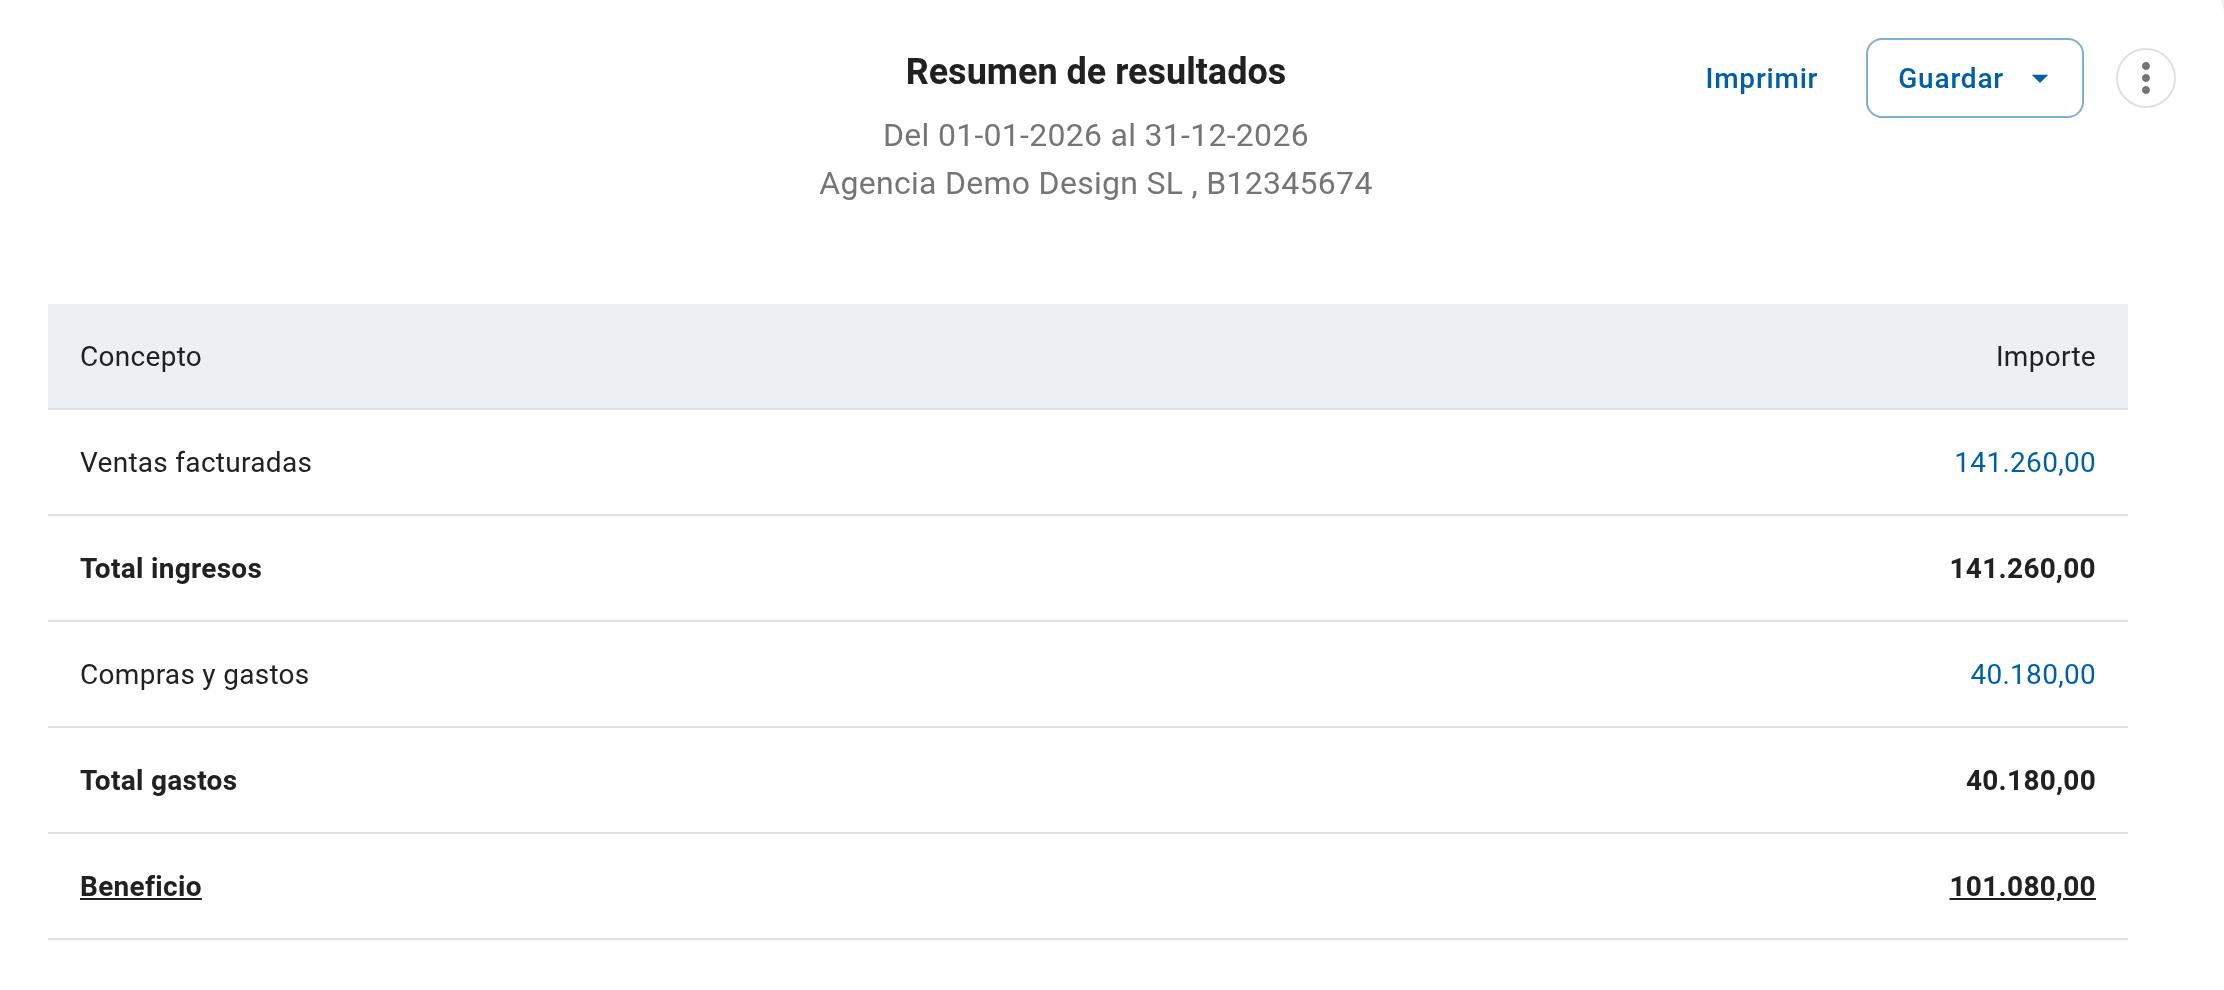 Resumen de resultados
Imprimir
Guardar
Del 01-01-2026 al 31-12-2026
Agencia Demo Design SL , B12345674
Concepto Importe
Ventas facturadas 141.260,00
Total ingresos 141.260,00
Compras y gastos 40.180,00
Total gastos 40.180,00
Beneficio 101.080,00